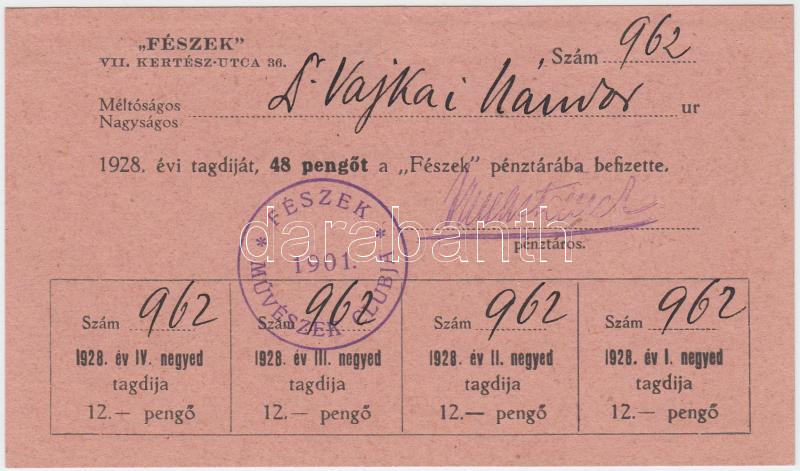 „FÉSZEK”
VII. KERTÉSZ-UTCA 36.
Szám 962
Méltóságos
Nagyságos
Dr Vajkai Nándor ur
1928. évi tagdiját, 48 pengőt a „Fészek” pénztárába befizette.
pénztáros.
* FÉSZEK *
1901.
MŰVÉSZEK CLUBJA
darabanth
Szám 962
1928. év IV. negyed
tagdija
12.— pengő
Szám 962
1928. év III. negyed
tagdija
12.— pengő
Szám 962
1928. év II. negyed
tagdija
12.— pengő
Szám 962
1928. év I. negyed
tagdija
12.— pengő